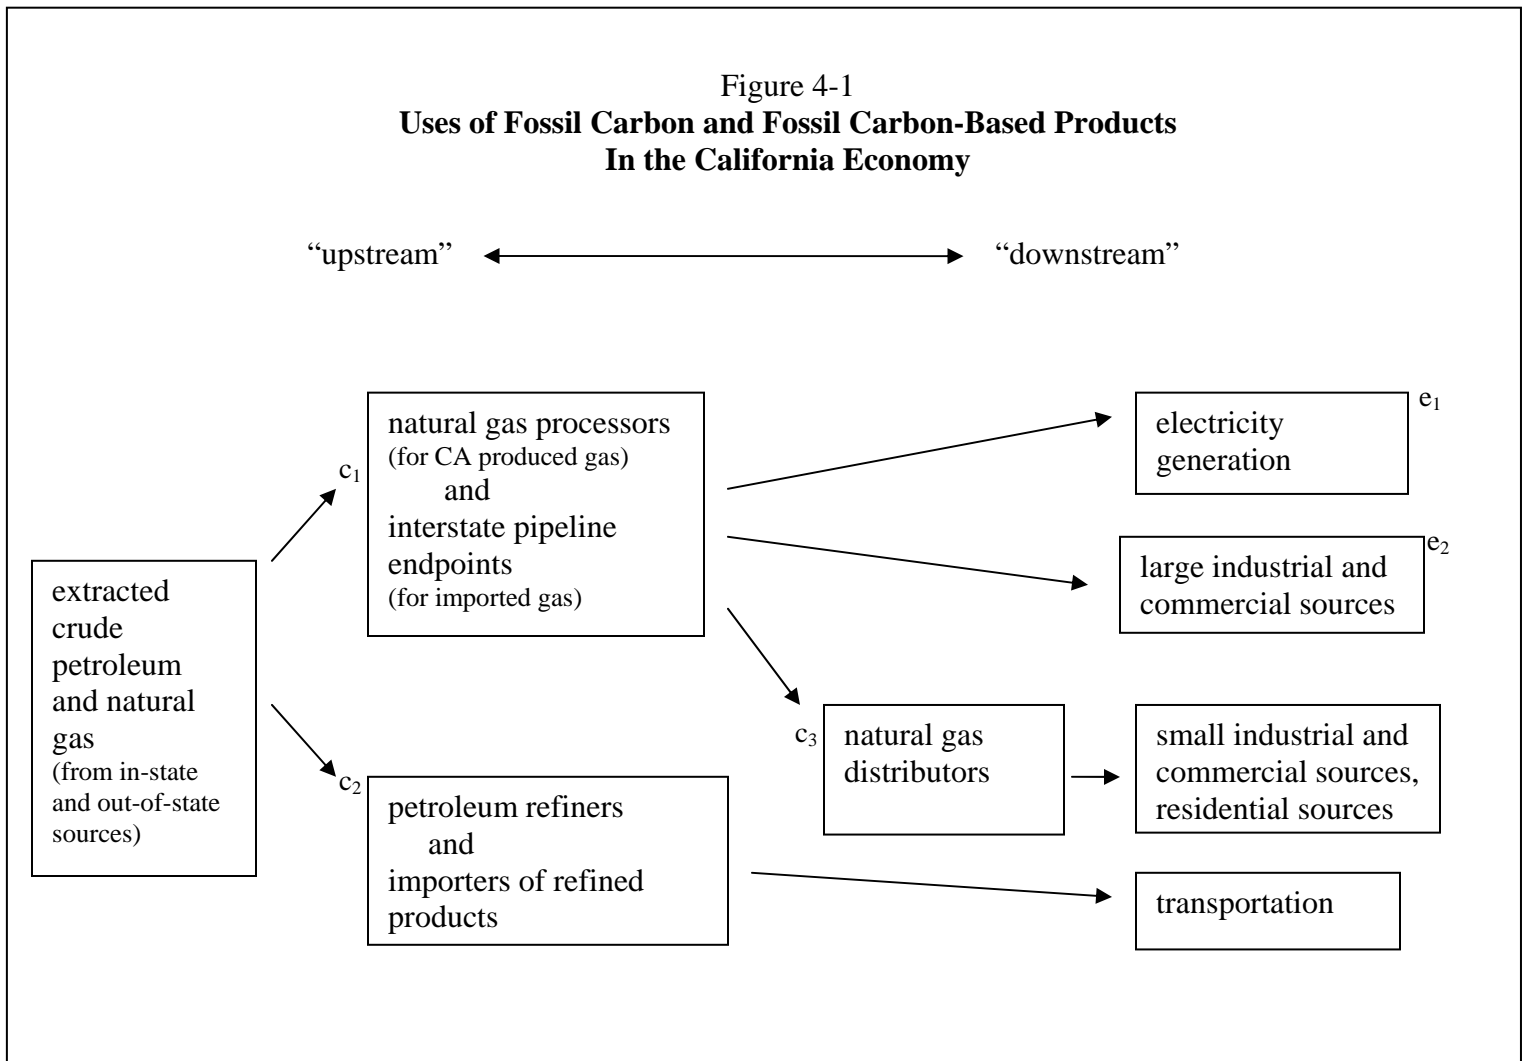 Figure 4-1
Uses of Fossil Carbon and Fossil Carbon-Based Products
In the California Economy
“upstream”
“downstream”
extracted
crude
petroleum
and natural
gas
(from in-state
and out-of-state
sources)
c1
natural gas processors
(for CA produced gas)
and
interstate pipeline
endpoints
(for imported gas)
c2
petroleum refiners
and
importers of refined
products
c3
natural gas
distributors
e1
electricity
generation
e2
large industrial and
commercial sources
small industrial and
commercial sources,
residential sources
transportation